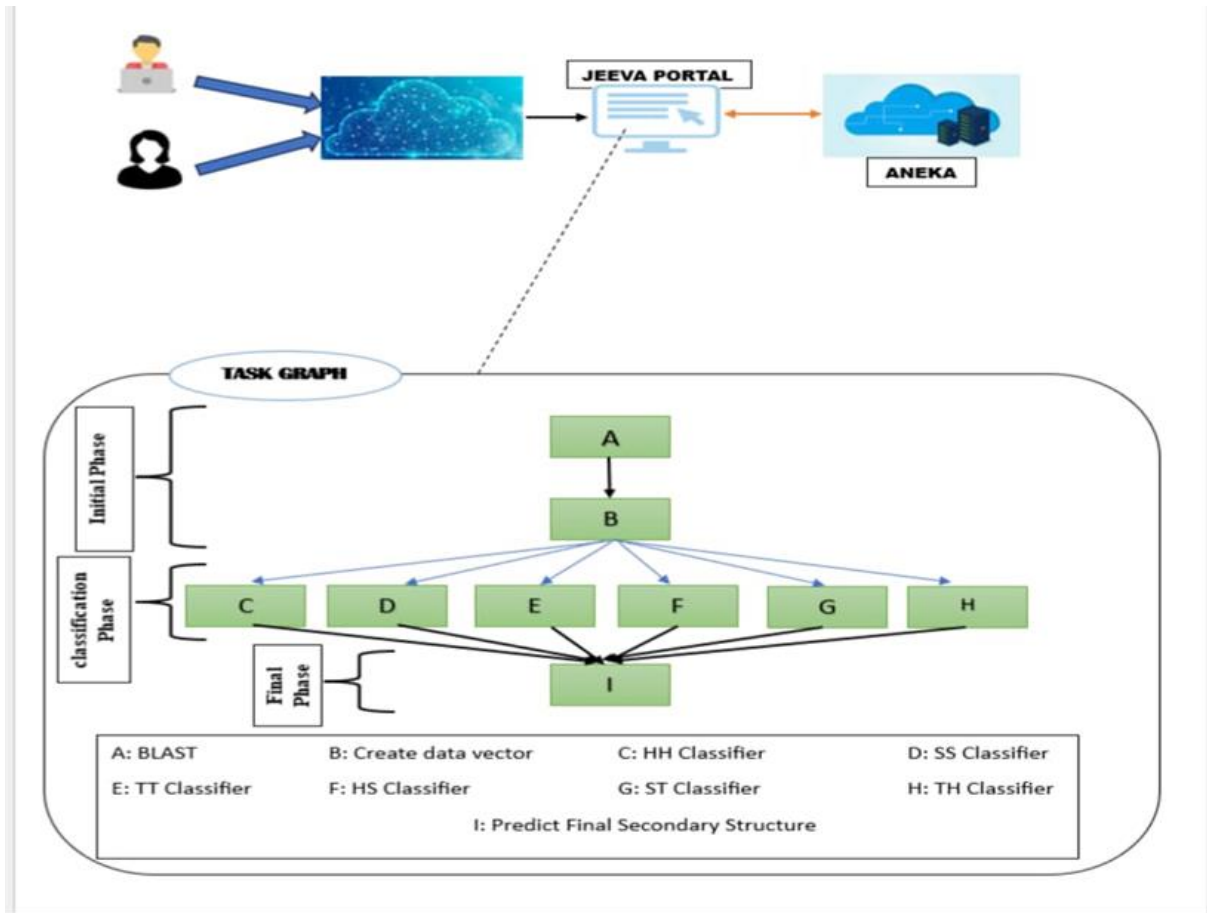 JEEVA PORTAL
ANEKA
TASK GRAPH
Initial Phase
A
B
classification
Phase
C D E F G H
Final
Phase
I
A: BLAST B: Create data vector C: HH Classifier D: SS Classifier
E: TT Classifier F: HS Classifier G: ST Classifier H: TH Classifier
I: Predict Final Secondary Structure